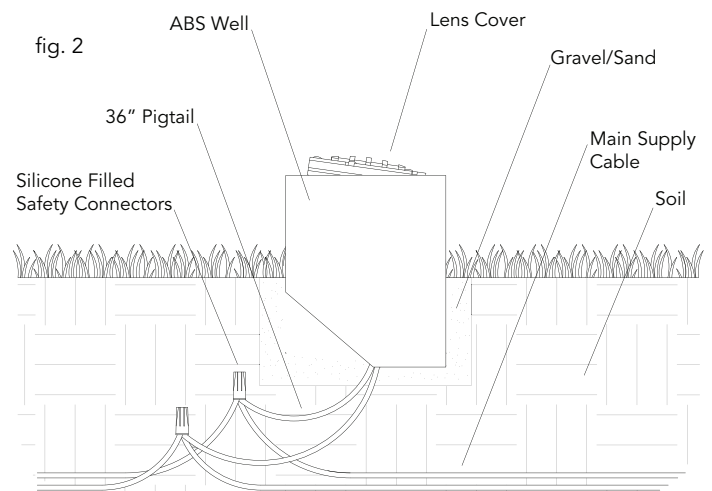 fig. 2
ABS Well
Lens Cover
Gravel/Sand
36” Pigtail
Main Supply
Cable
Silicone Filled
Safety Connectors
Soil